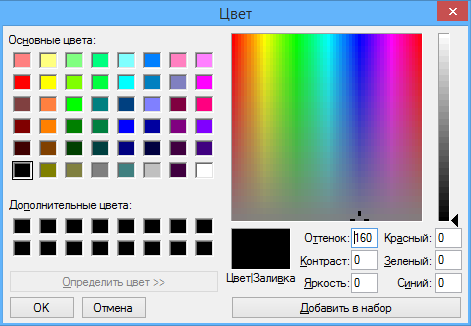 Цвет
Основные цвета:
Дополнительные цвета:
Определить цвет >>
OK Отмена
Цвет|Заливка
Оттенок: 160 Красный: 0
Контраст: 0 Зеленый: 0
Яркость: 0 Синий: 0
Добавить в набор